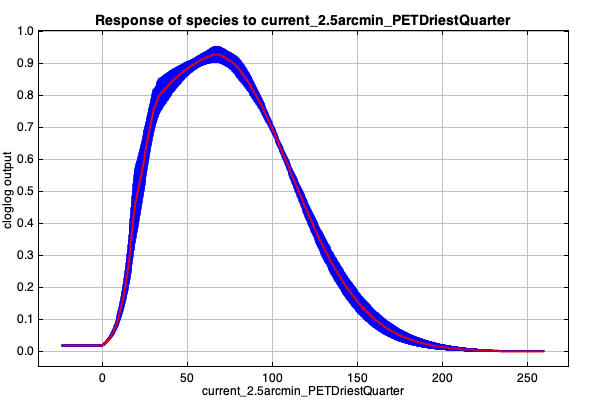 Response of species to current_2.5arcmin_PETDriestQuarter
cloglog output
1.0
0.9
0.8
0.7
0.6
0.5
0.4
0.3
0.2
0.1
0.0
0 50 100 150 200 250
current_2.5arcmin_PETDriestQuarter